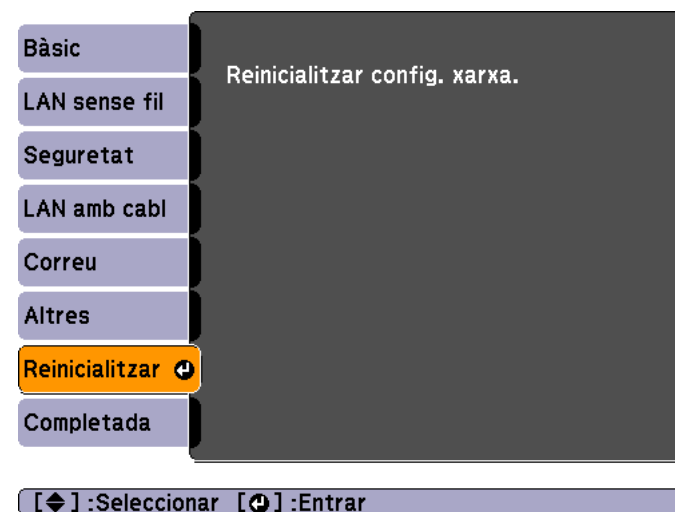 Bàsic
LAN sense fil
Seguretat
LAN amb cabl
Correu
Altres
Reinicialitzar
Completada
Reinicialitzar config. xarxa.
[◆] :Seleccionar [⏎] :Entrar